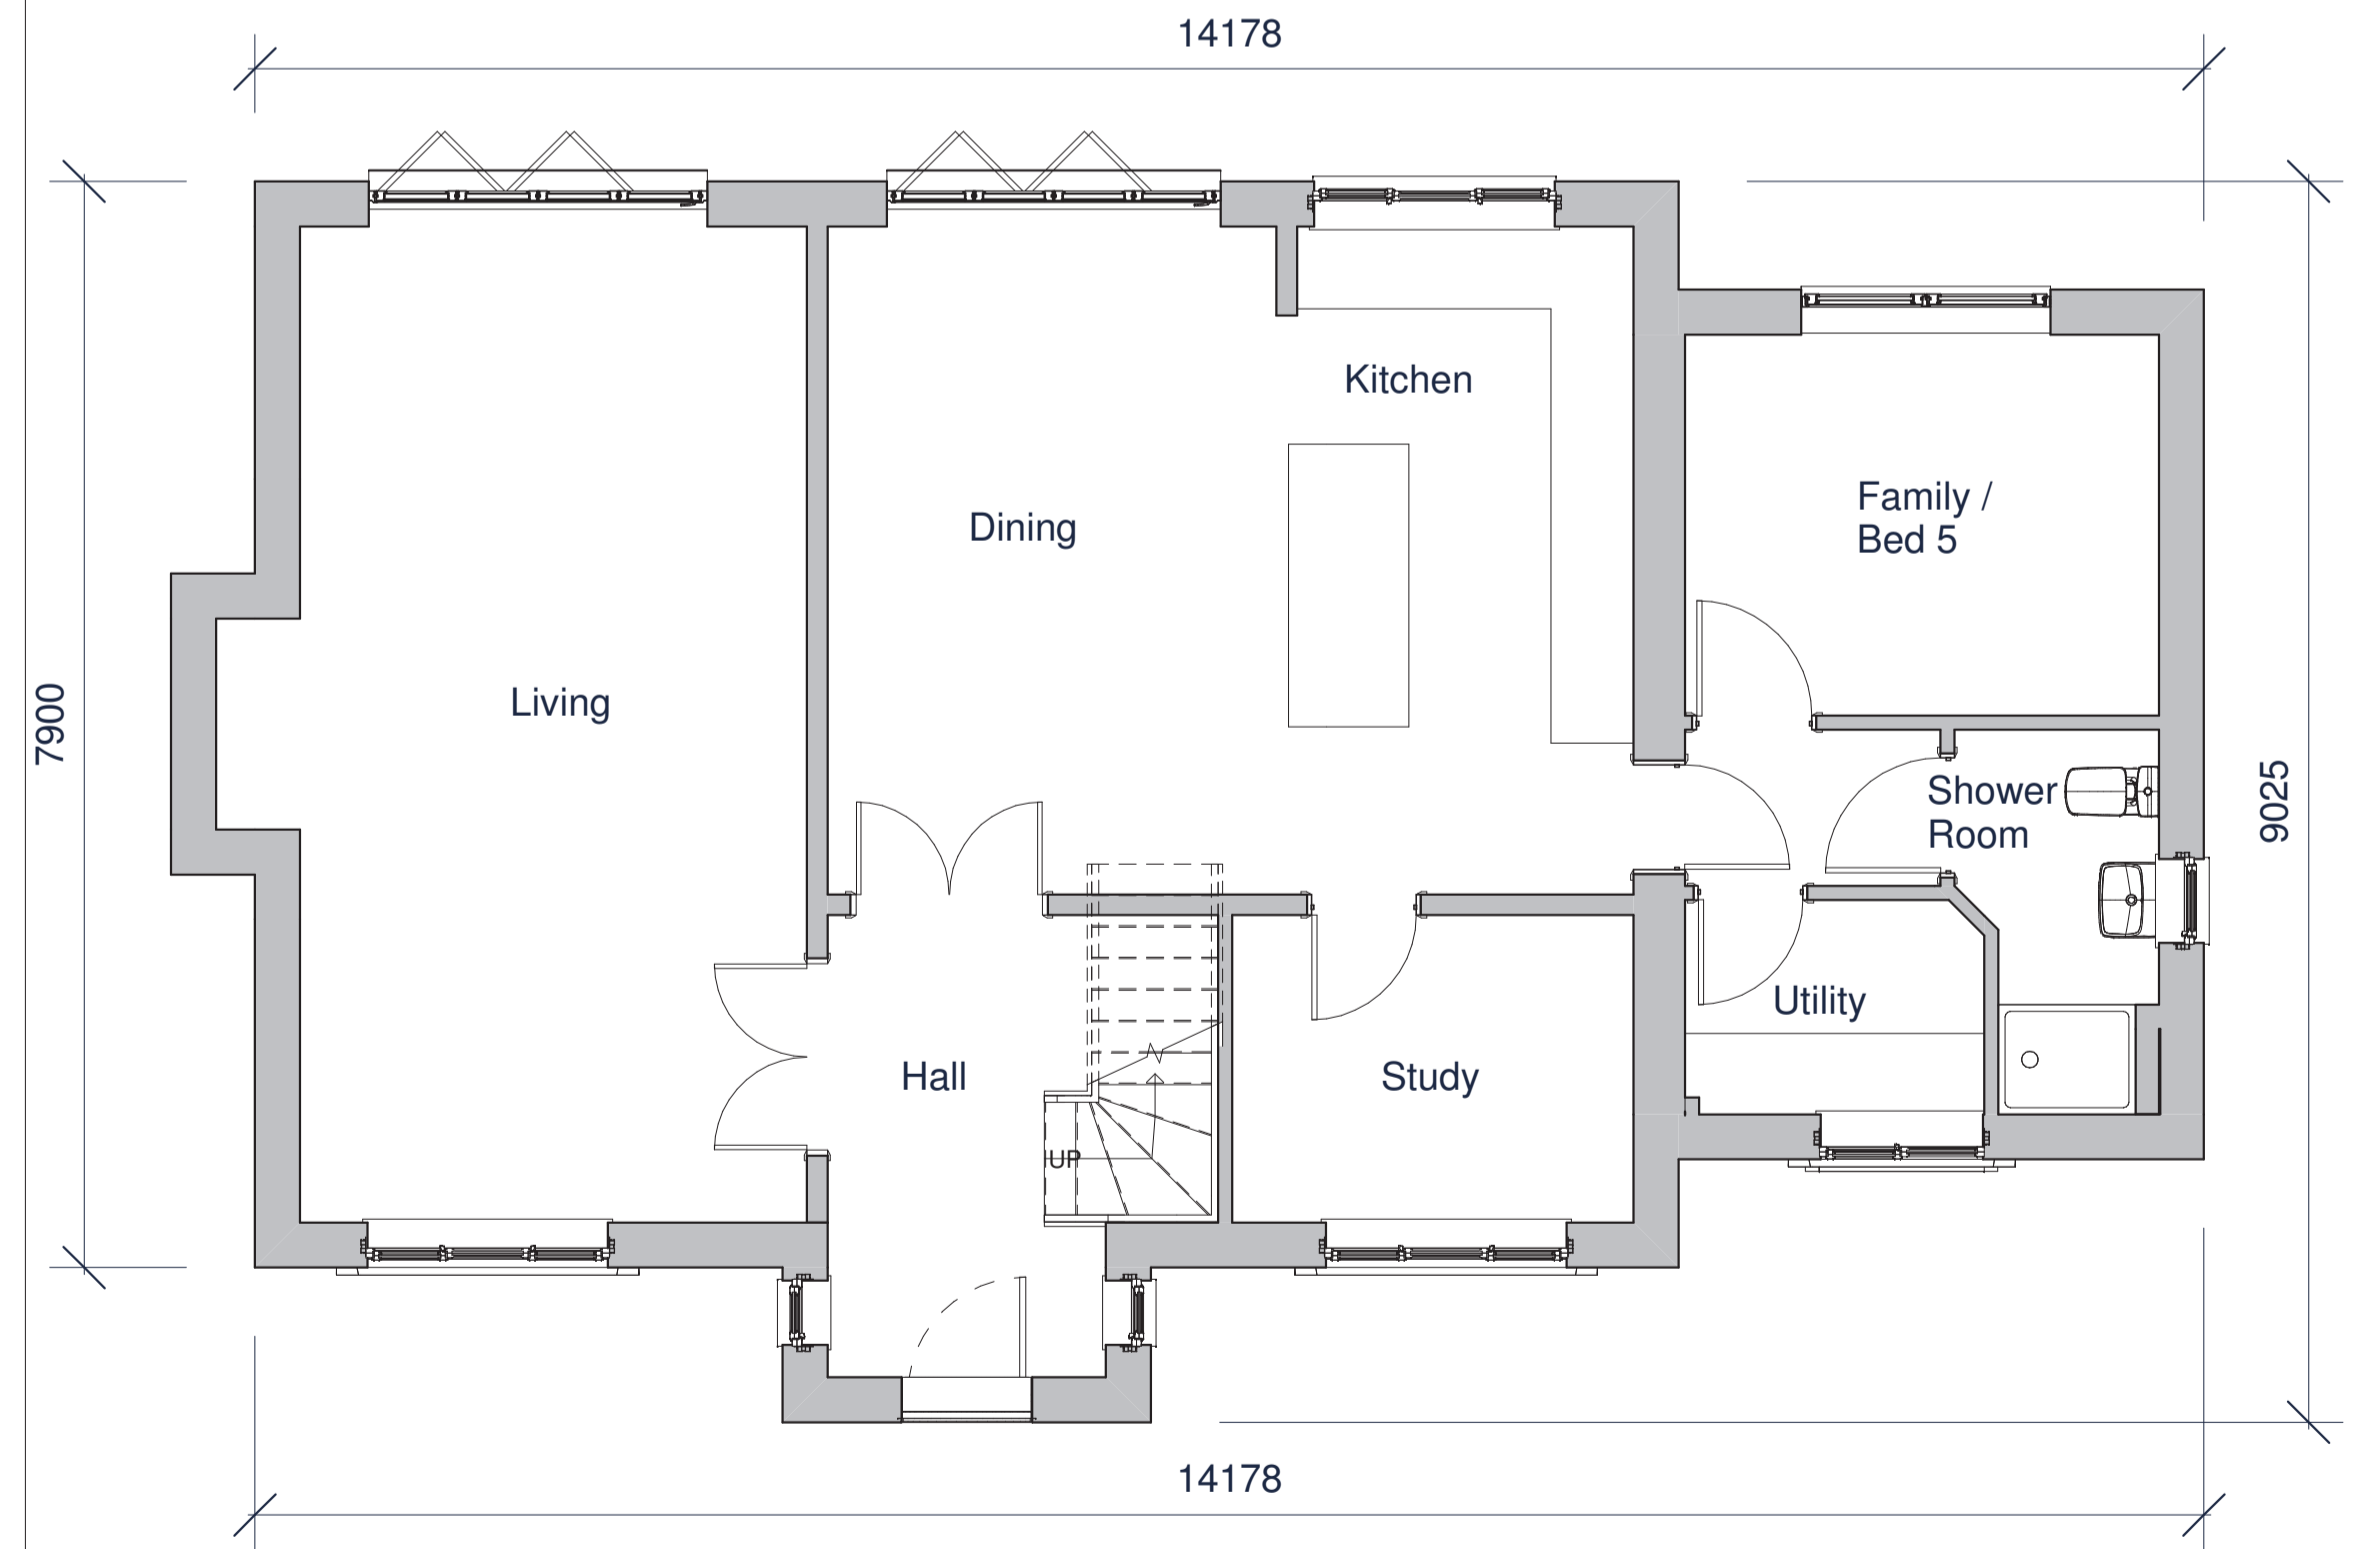 14178
Kitchen
Family /
Bed 5
Dining
Living
7900
Shower
Room
9025
Utility
Hall
Study
UP
14178